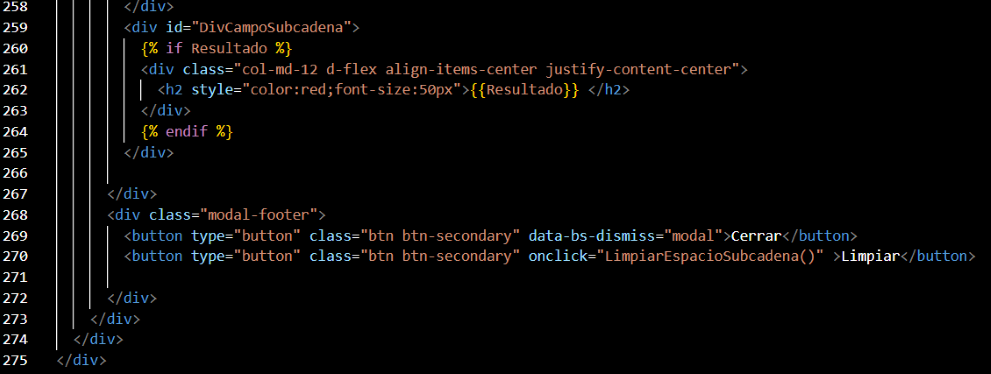 258 </div>
259 <div id="DivCampoSubcadena">
260 {% if Resultado %}
261 <div class="col-md-12 d-flex align-items-center justify-content-center">
262 <h2 style="color:red;font-size:50px">{{Resultado}} </h2>
263 </div>
264 {% endif %}
265 </div>
266
267 </div>
268 <div class="modal-footer">
269 <button type="button" class="btn btn-secondary" data-bs-dismiss="modal">Cerrar</button>
270 <button type="button" class="btn btn-secondary" onclick="LimpiarEspacioSubcadena()" >Limpiar</button>
271
272 </div>
273 </div>
274 </div>
275 </div>